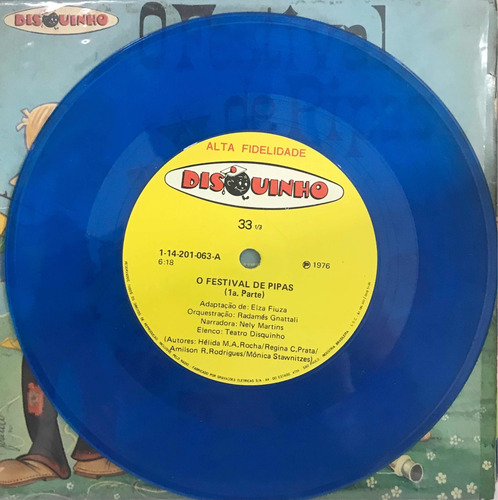 DISQUINHO
ALTA FIDELIDADE
DISQUINHO
33 1/3
1-14-201-063-A
6:18
℗ 1976
O FESTIVAL DE PIPAS
(1a. Parte)
Adaptação de: Elza Fiuza
Orquestração: Radamés Gnattali
Narradora: Nely Martins
Elenco: Teatro Disquinho
(Autores: Hélida M.A.Rocha/Regina C.Prata/
Arnilson R.Rodrigues/Mônica Stawnitzes)